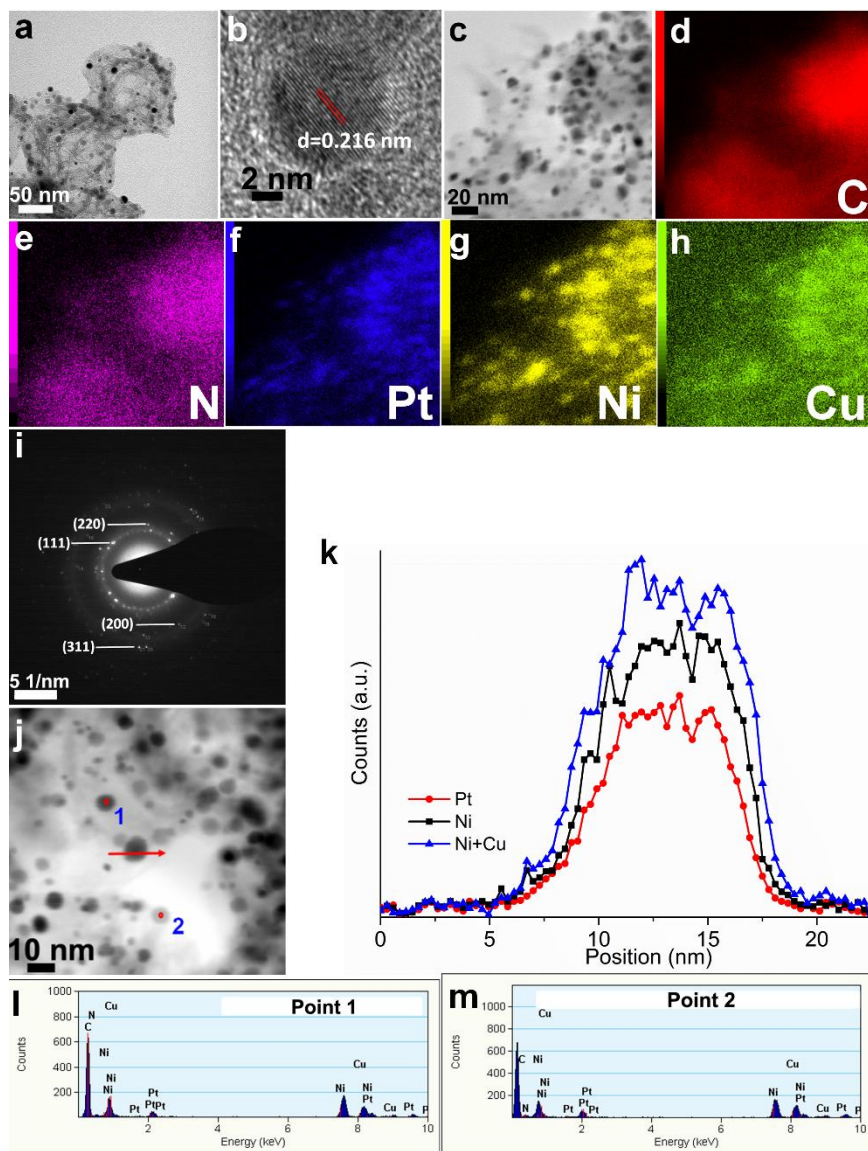 a
50 nm
b
d=0.216 nm
2 nm
c
20 nm
d
C
e
N
f
Pt
g
Ni
h
Cu
i
(220)
(111)
(200)
(311)
5 1/nm
j
1
2
10 nm
k
Counts (a.u.)
Pt
Ni
Ni+Cu
0 5 10 15 20
Position (nm)
l
Point 1
1000
800
600
400
200
Counts
N
C
Cu
Ni
Ni
Ni
Pt
Pt
PtPt
Ni
Cu
Ni
Pt
Cu
Pt
P
2 4 6 8 10
Energy (keV)
m
Point 2
1000
800
600
400
200
Counts
C
N
Cu
Ni
Ni
Ni
Pt
Pt
Pt
Pt
Ni
Cu
Ni
Pt
Cu
Pt
P
2 4 6 8 10
Energy (keV)